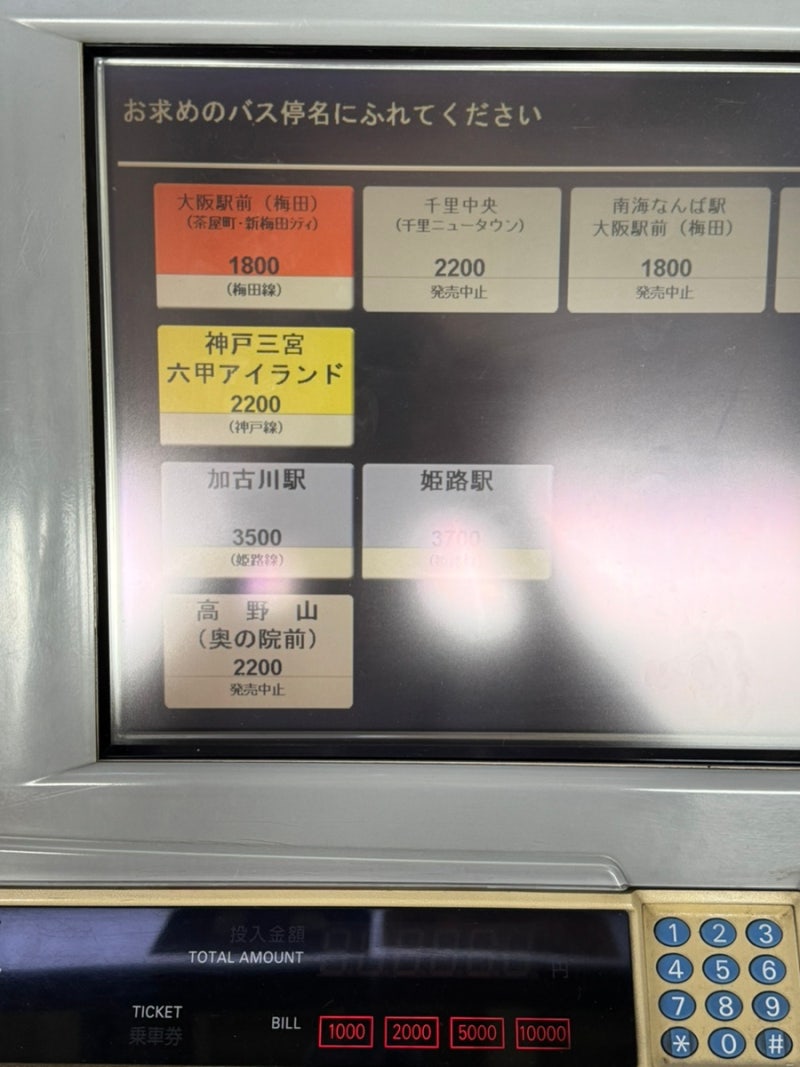 お求めのバス停名にふれてください
大阪駅前（梅田）
（茶屋町・新梅田ｼﾃｨ）
1800
（梅田線）
千里中央
（千里ニュータウン）
2200
発売中止
南海なんば駅
大阪駅前（梅田）
1800
発売中止
神戸三宮
六甲アイランド
2200
（神戸線）
加古川駅
3500
（姫路線）
姫路駅
3700
高　野　山
（奥の院前）
2200
発売中止
投入金額
TOTAL AMOUNT
円
TICKET
乗車券
BILL
1000 2000 5000 10000
1 2 3
4 5 6
7 8 9
* 0 #